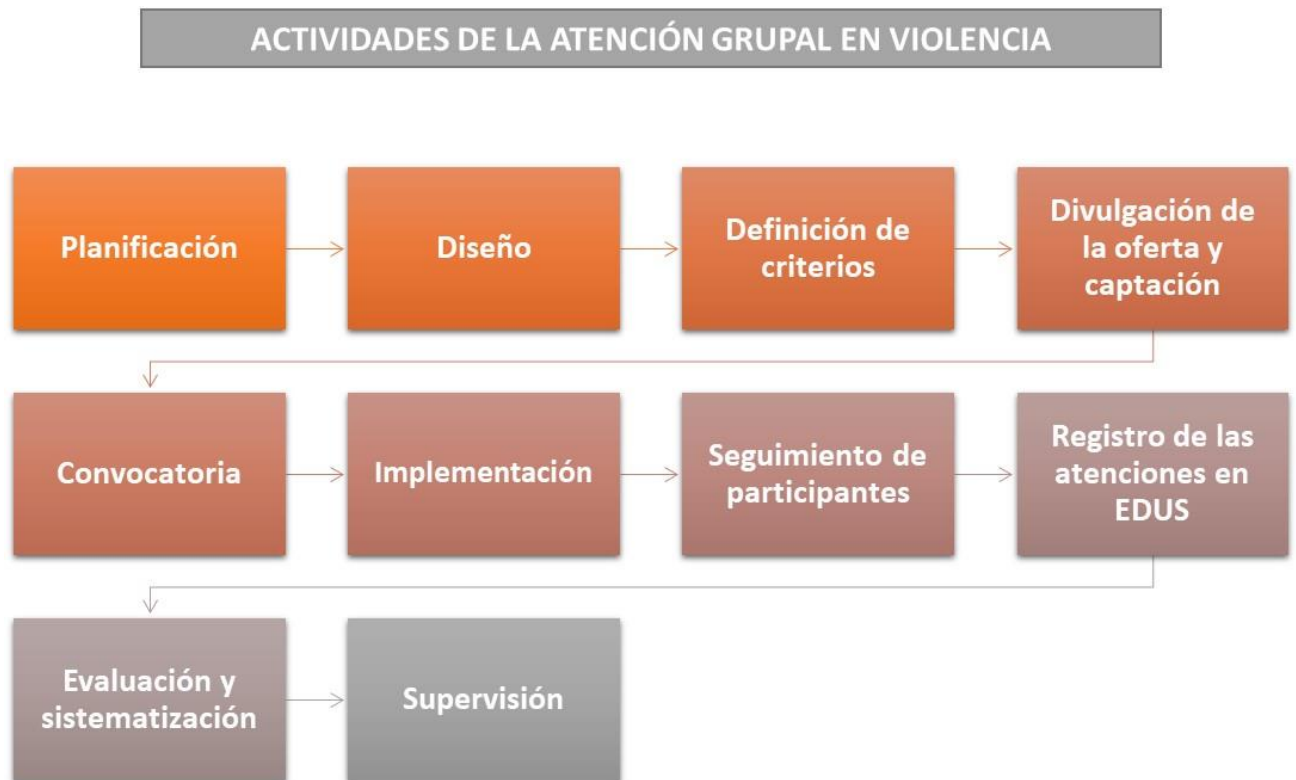 ACTIVIDADES DE LA ATENCIÓN GRUPAL EN VIOLENCIA
Planificación
Diseño
Definición de
criterios
Divulgación de
la oferta y
captación
Convocatoria
Implementación
Seguimiento de
participantes
Registro de las
atenciones en
EDUS
Evaluación y
sistematización
Supervisión